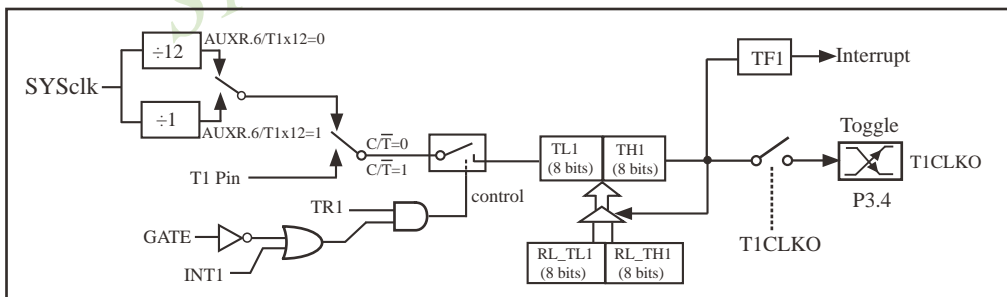 ÷12
AUXR.6/T1x12=0
SYSclk
÷1
AUXR.6/T1x12=1
C/T̅=0
C/T̅=1
T1 Pin
control
TR1
GATE
INT1
TL1
(8 bits)
TH1
(8 bits)
RL_TL1
(8 bits)
RL_TH1
(8 bits)
TF1
Interrupt
Toggle
T1CLKO
P3.4
T1CLKO